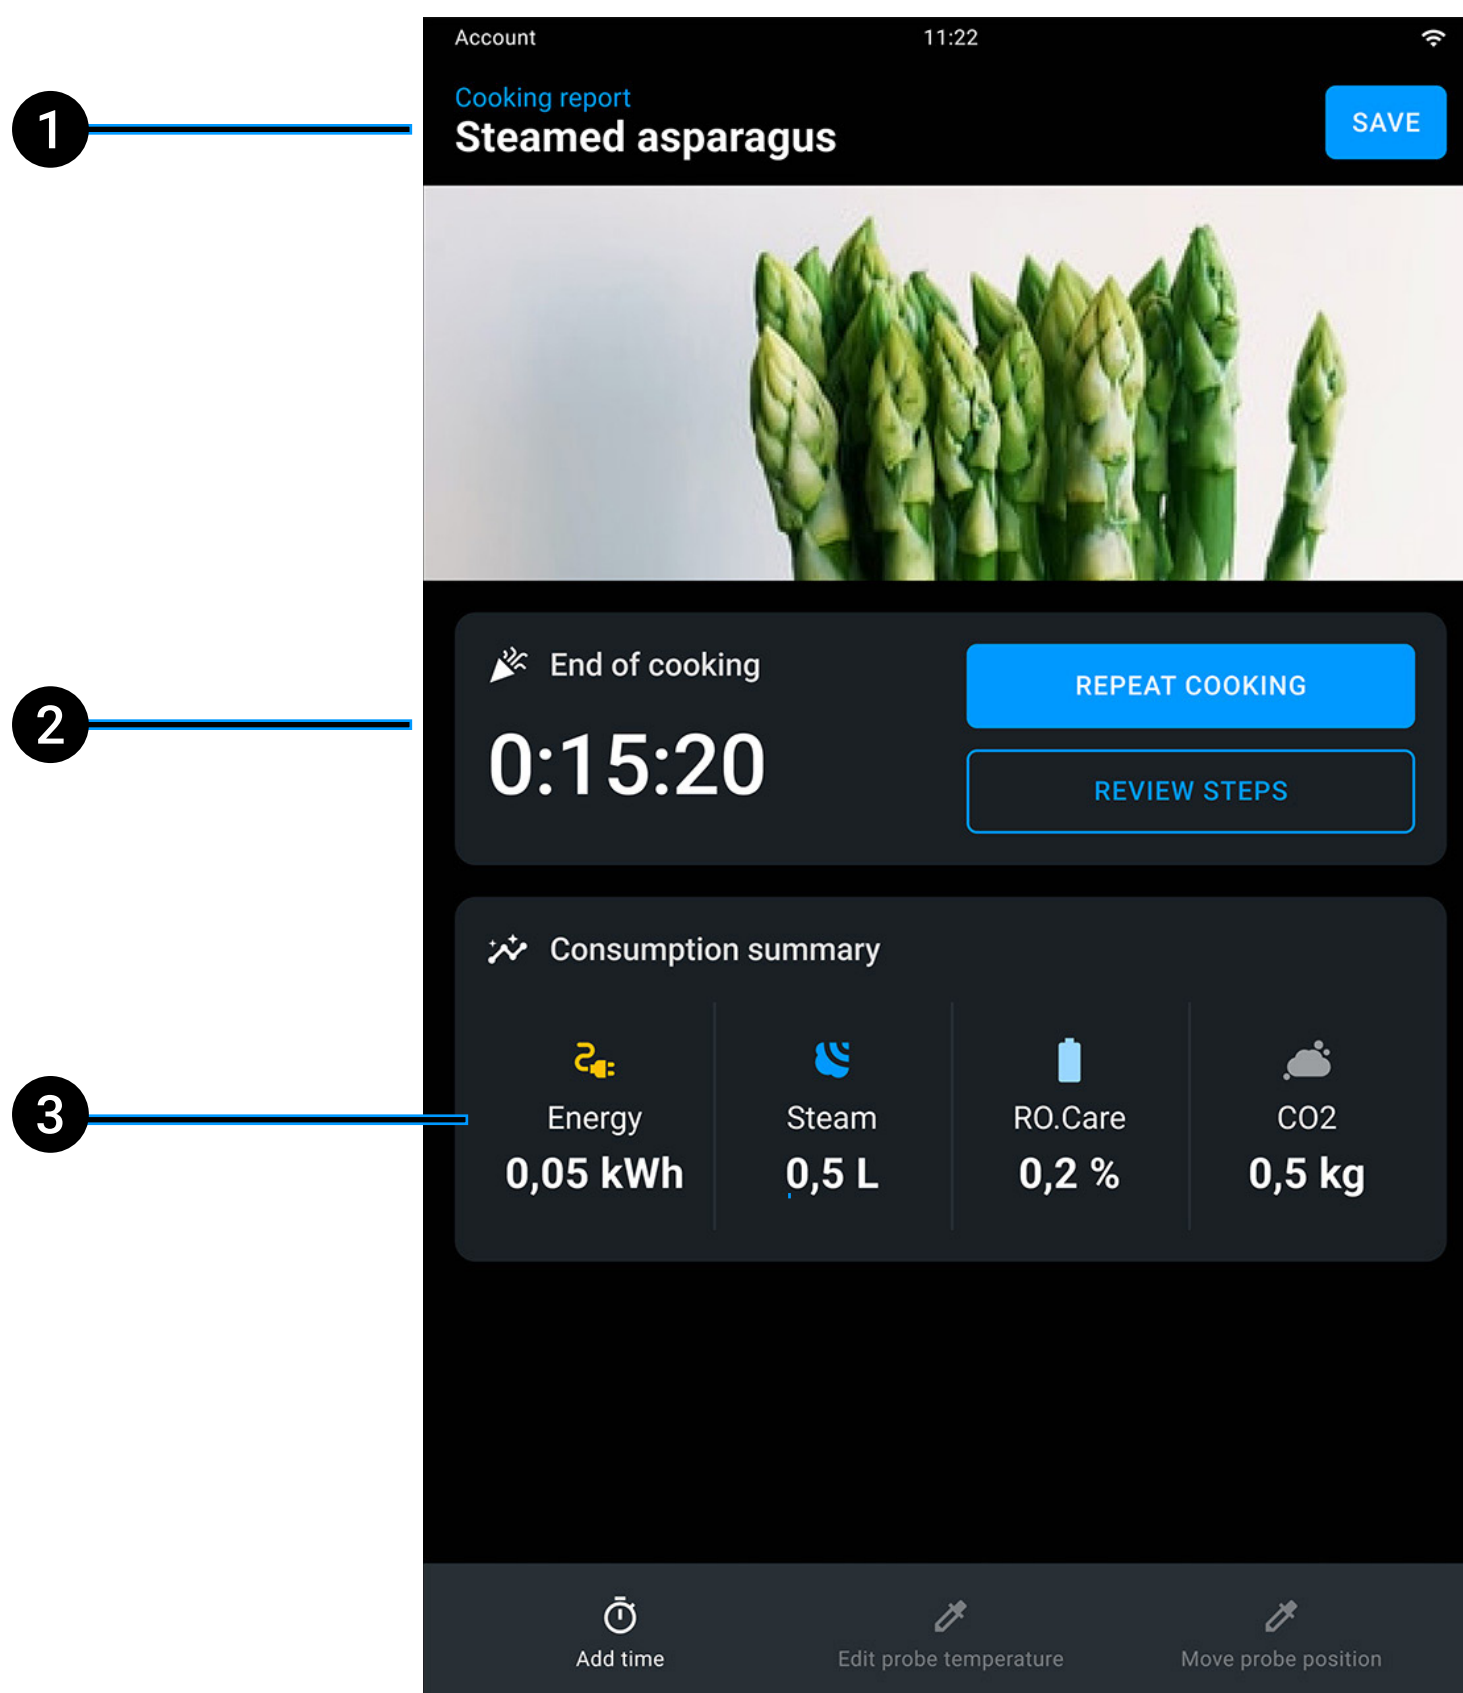 Account
11:22
1
Cooking report
Steamed asparagus
SAVE
2
End of cooking
0:15:20
REPEAT COOKING
REVIEW STEPS
Consumption summary
3
Energy
0,05 kWh
Steam
0,5 L
RO.Care
0,2 %
CO2
0,5 kg
Add time
Edit probe temperature
Move probe position